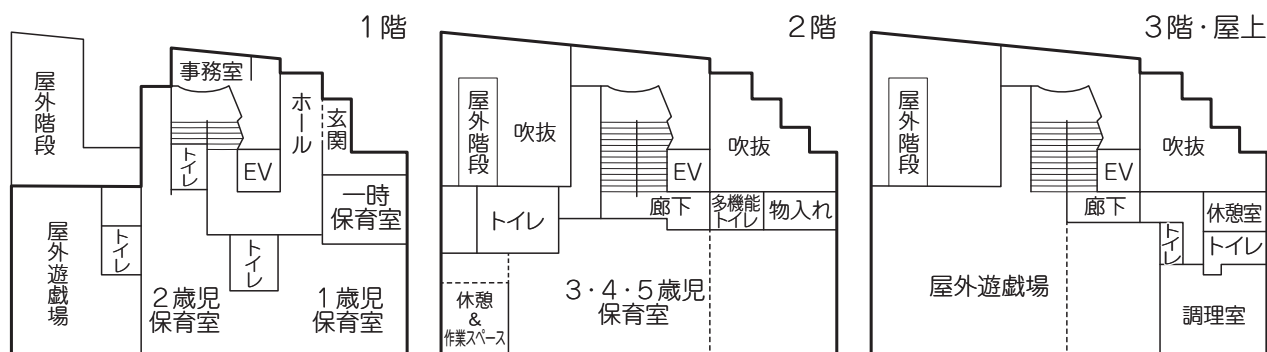 1階
事務室
屋外階段
ホール
玄関
トイレ
EV
一時
保育室
屋外遊戯場
トイレ
トイレ
2歳児
保育室
1歳児
保育室
2階
屋外階段
吹抜
吹抜
EV
廊下
多機能
トイレ
物入れ
トイレ
3・4・5歳児
保育室
休憩
&
作業スペース
3階・屋上
屋外階段
吹抜
EV
廊下
休憩室
トイレ
トイレ
屋外遊戯場
調理室